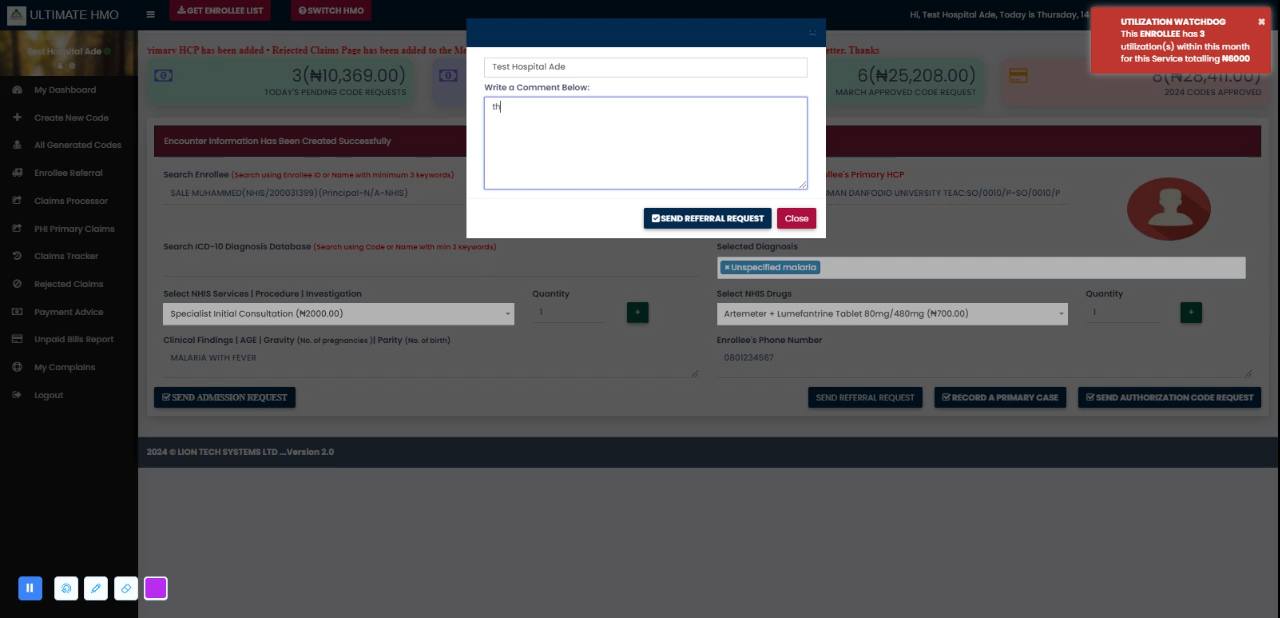 ULTIMATE HMO
GET ENROLLEE LIST
SWITCH HMO
Hi, Test Hospital Ade, Today is Thursday, 14
UTILIZATION WATCHDOG
This ENROLLEE has 3
utilization(s) within this month
for this Service totalling ₦6000
Test Hospital Ade
Primary HCP has been added • Rejected Claims Page has been added to the Me
etter. Thanks
3(₦10,369.00)
TODAY'S PENDING CODE REQUESTS
6(₦25,208.00)
MARCH APPROVED CODE REQUEST
8(₦28,411.00)
2024 CODES APPROVED
My Dashboard
Create New Code
All Generated Codes
Enrollee Referral
Claims Processor
PHI Primary Claims
Claims Tracker
Rejected Claims
Payment Advice
Unpaid Bills Report
My Complains
Logout
Test Hospital Ade
Write a Comment Below:
th
SEND REFERRAL REQUEST
Close
Encounter Information Has Been Created Successfully
Search Enrollee (Search using Enrollee ID or Name with minimum 3 keywords)
SALE MUHAMMED(NHIS/200031399)(Principal-N/A-NHIS)
rollee's Primary HCP
MAN DANFODIO UNIVERSITY TEAC:SO/0010/P-SO/0010/P
Search ICD-10 Diagnosis Database (Search using Code or Name with min 3 keywords)
Selected Diagnosis
× Unspecified malaria
Select NHIS Services | Procedure | Investigation
Quantity
Specialist Initial Consultation (₦2000.00)
1
+
Select NHIS Drugs
Quantity
Artemeter + Lumefantrine Tablet 80mg/480mg (₦700.00)
1
+
Clinical Findings | AGE | Gravity (No. of pregnancies )| Parity (No. of birth)
MALARIA WITH FEVER
Enrollee's Phone Number
0801234567
SEND ADMISSION REQUEST
SEND REFERRAL REQUEST
RECORD A PRIMARY CASE
SEND AUTHORIZATION CODE REQUEST
2024 © LION TECH SYSTEMS LTD ...Version 2.0